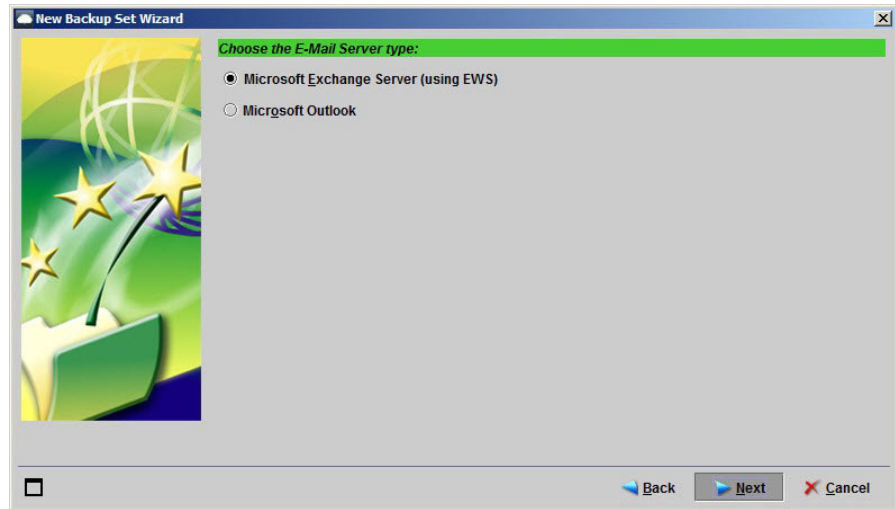 New Backup Set Wizard
Choose the E-Mail Server type:
Microsoft Exchange Server (using EWS)
Microsoft Outlook
Back Next Cancel